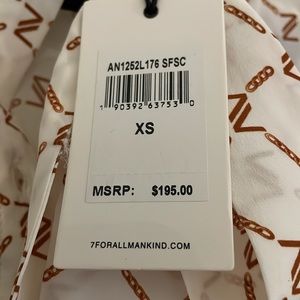 AN1252L176 SFSC
1 90392 63753 0
XS
MSRP: $195.00
7FORALLMANKIND.COM